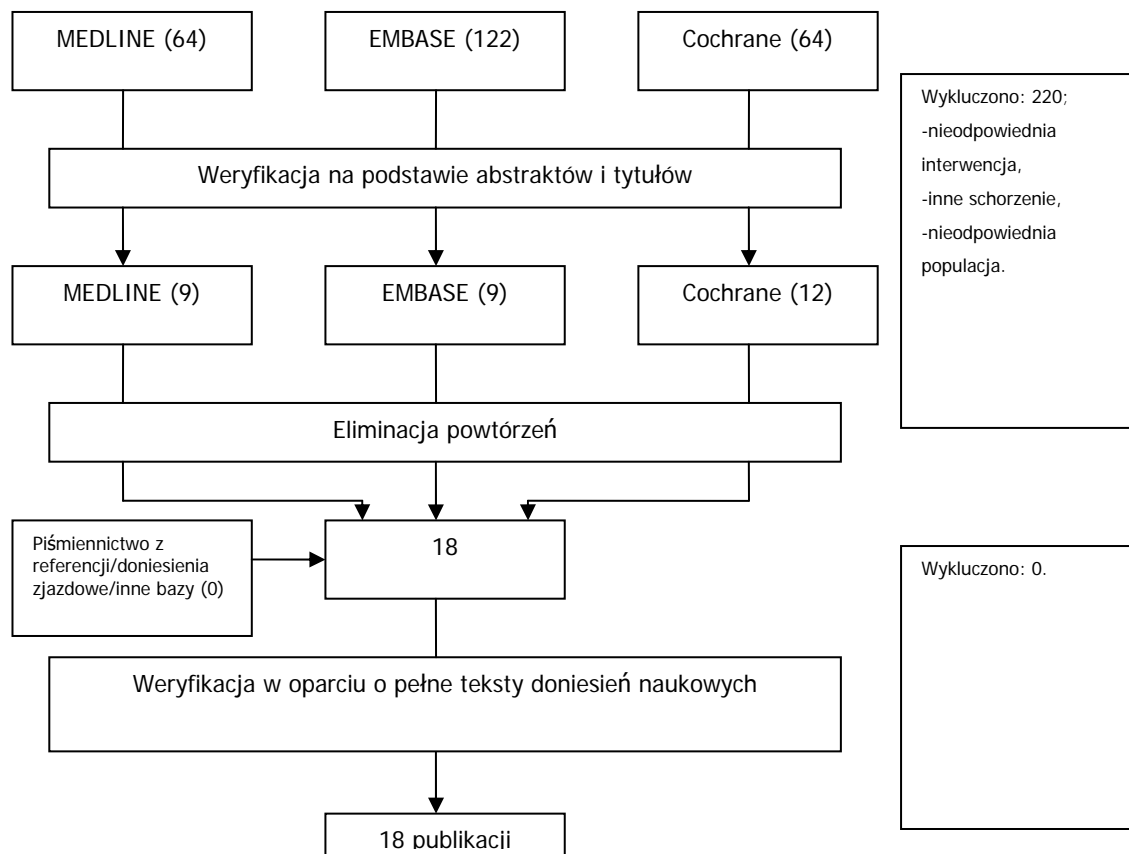 MEDLINE (64)
EMBASE (122)
Cochrane (64)
Wykluczono: 220;
-nieodpowiednia
interwencja,
-inne schorzenie,
-nieodpowiednia
populacja.
Weryfikacja na podstawie abstraktów i tytułów
MEDLINE (9)
EMBASE (9)
Cochrane (12)
Eliminacja powtórzeń
Piśmiennictwo z
referencji/doniesienia
zjazdowe/inne bazy (0)
18
Wykluczono: 0.
Weryfikacja w oparciu o pełne teksty doniesień naukowych
18 publikacji